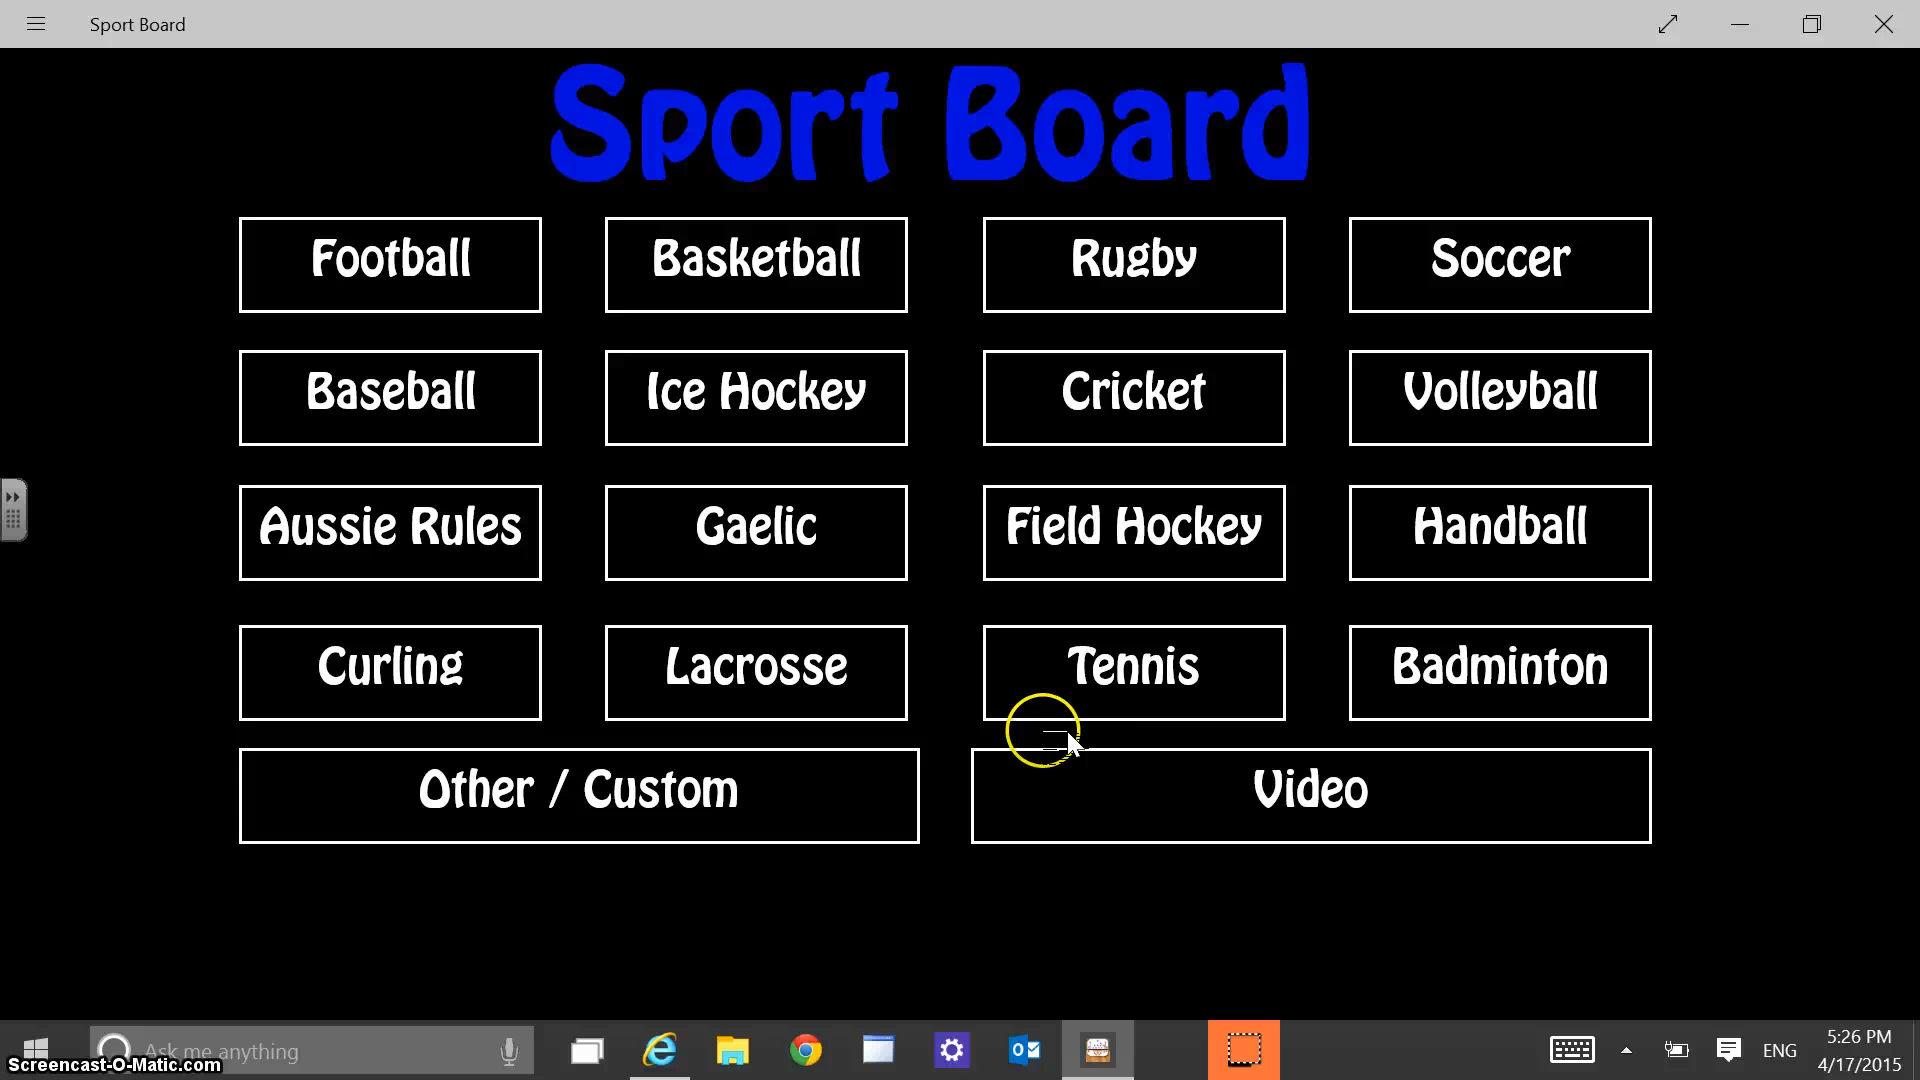 Sport Board
Sport Board
Football
Basketball
Rugby
Soccer
Baseball
Ice Hockey
Cricket
Volleyball
Aussie Rules
Gaelic
Field Hockey
Handball
Curling
Lacrosse
Tennis
Badminton
Other / Custom
Video
Ask me anything
ENG
5:26 PM
4/17/2015
Screencast-O-Matic.com